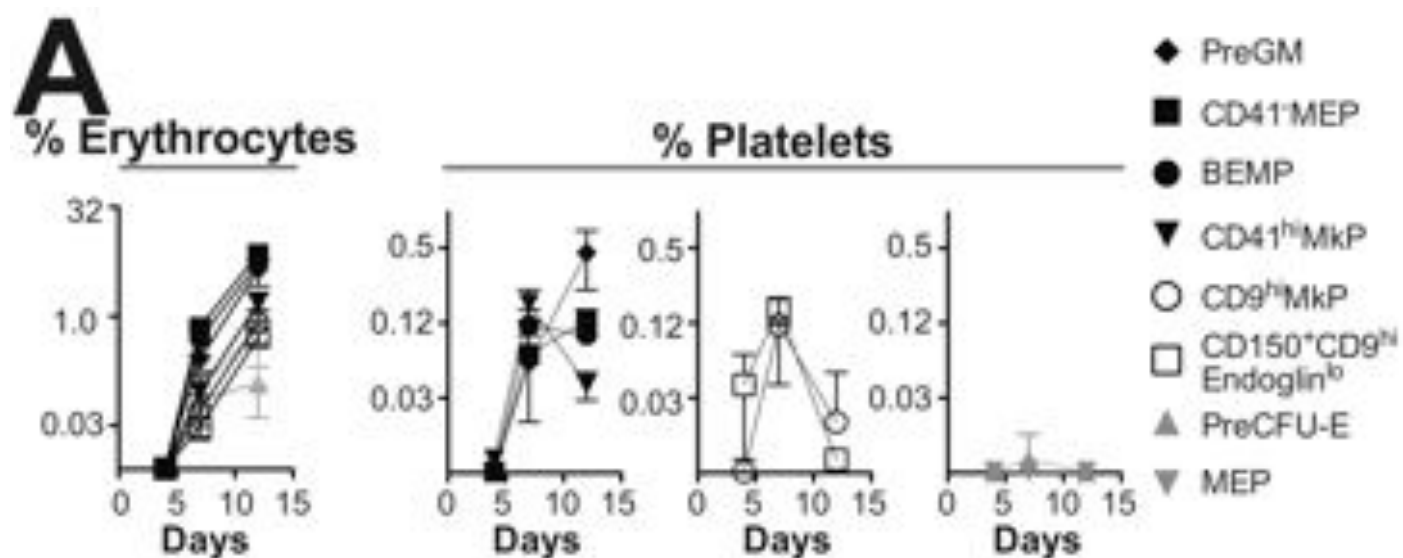 A
% Erythrocytes
% Platelets
32
1.0
0.03
0 5 10 15
Days
0.5
0.12
0.03
0 5 10 15
Days
0.5
0.12
0.03
0 5 10 15
Days
0.5
0.12
0.03
0 5 10 15
Days
PreGM
CD41⁻MEP
BEMP
CD41ʰⁱMkP
CD9ʰⁱMkP
CD150⁺CD9ʰⁱ
Endoglinˡᵒ
PreCFU-E
MEP